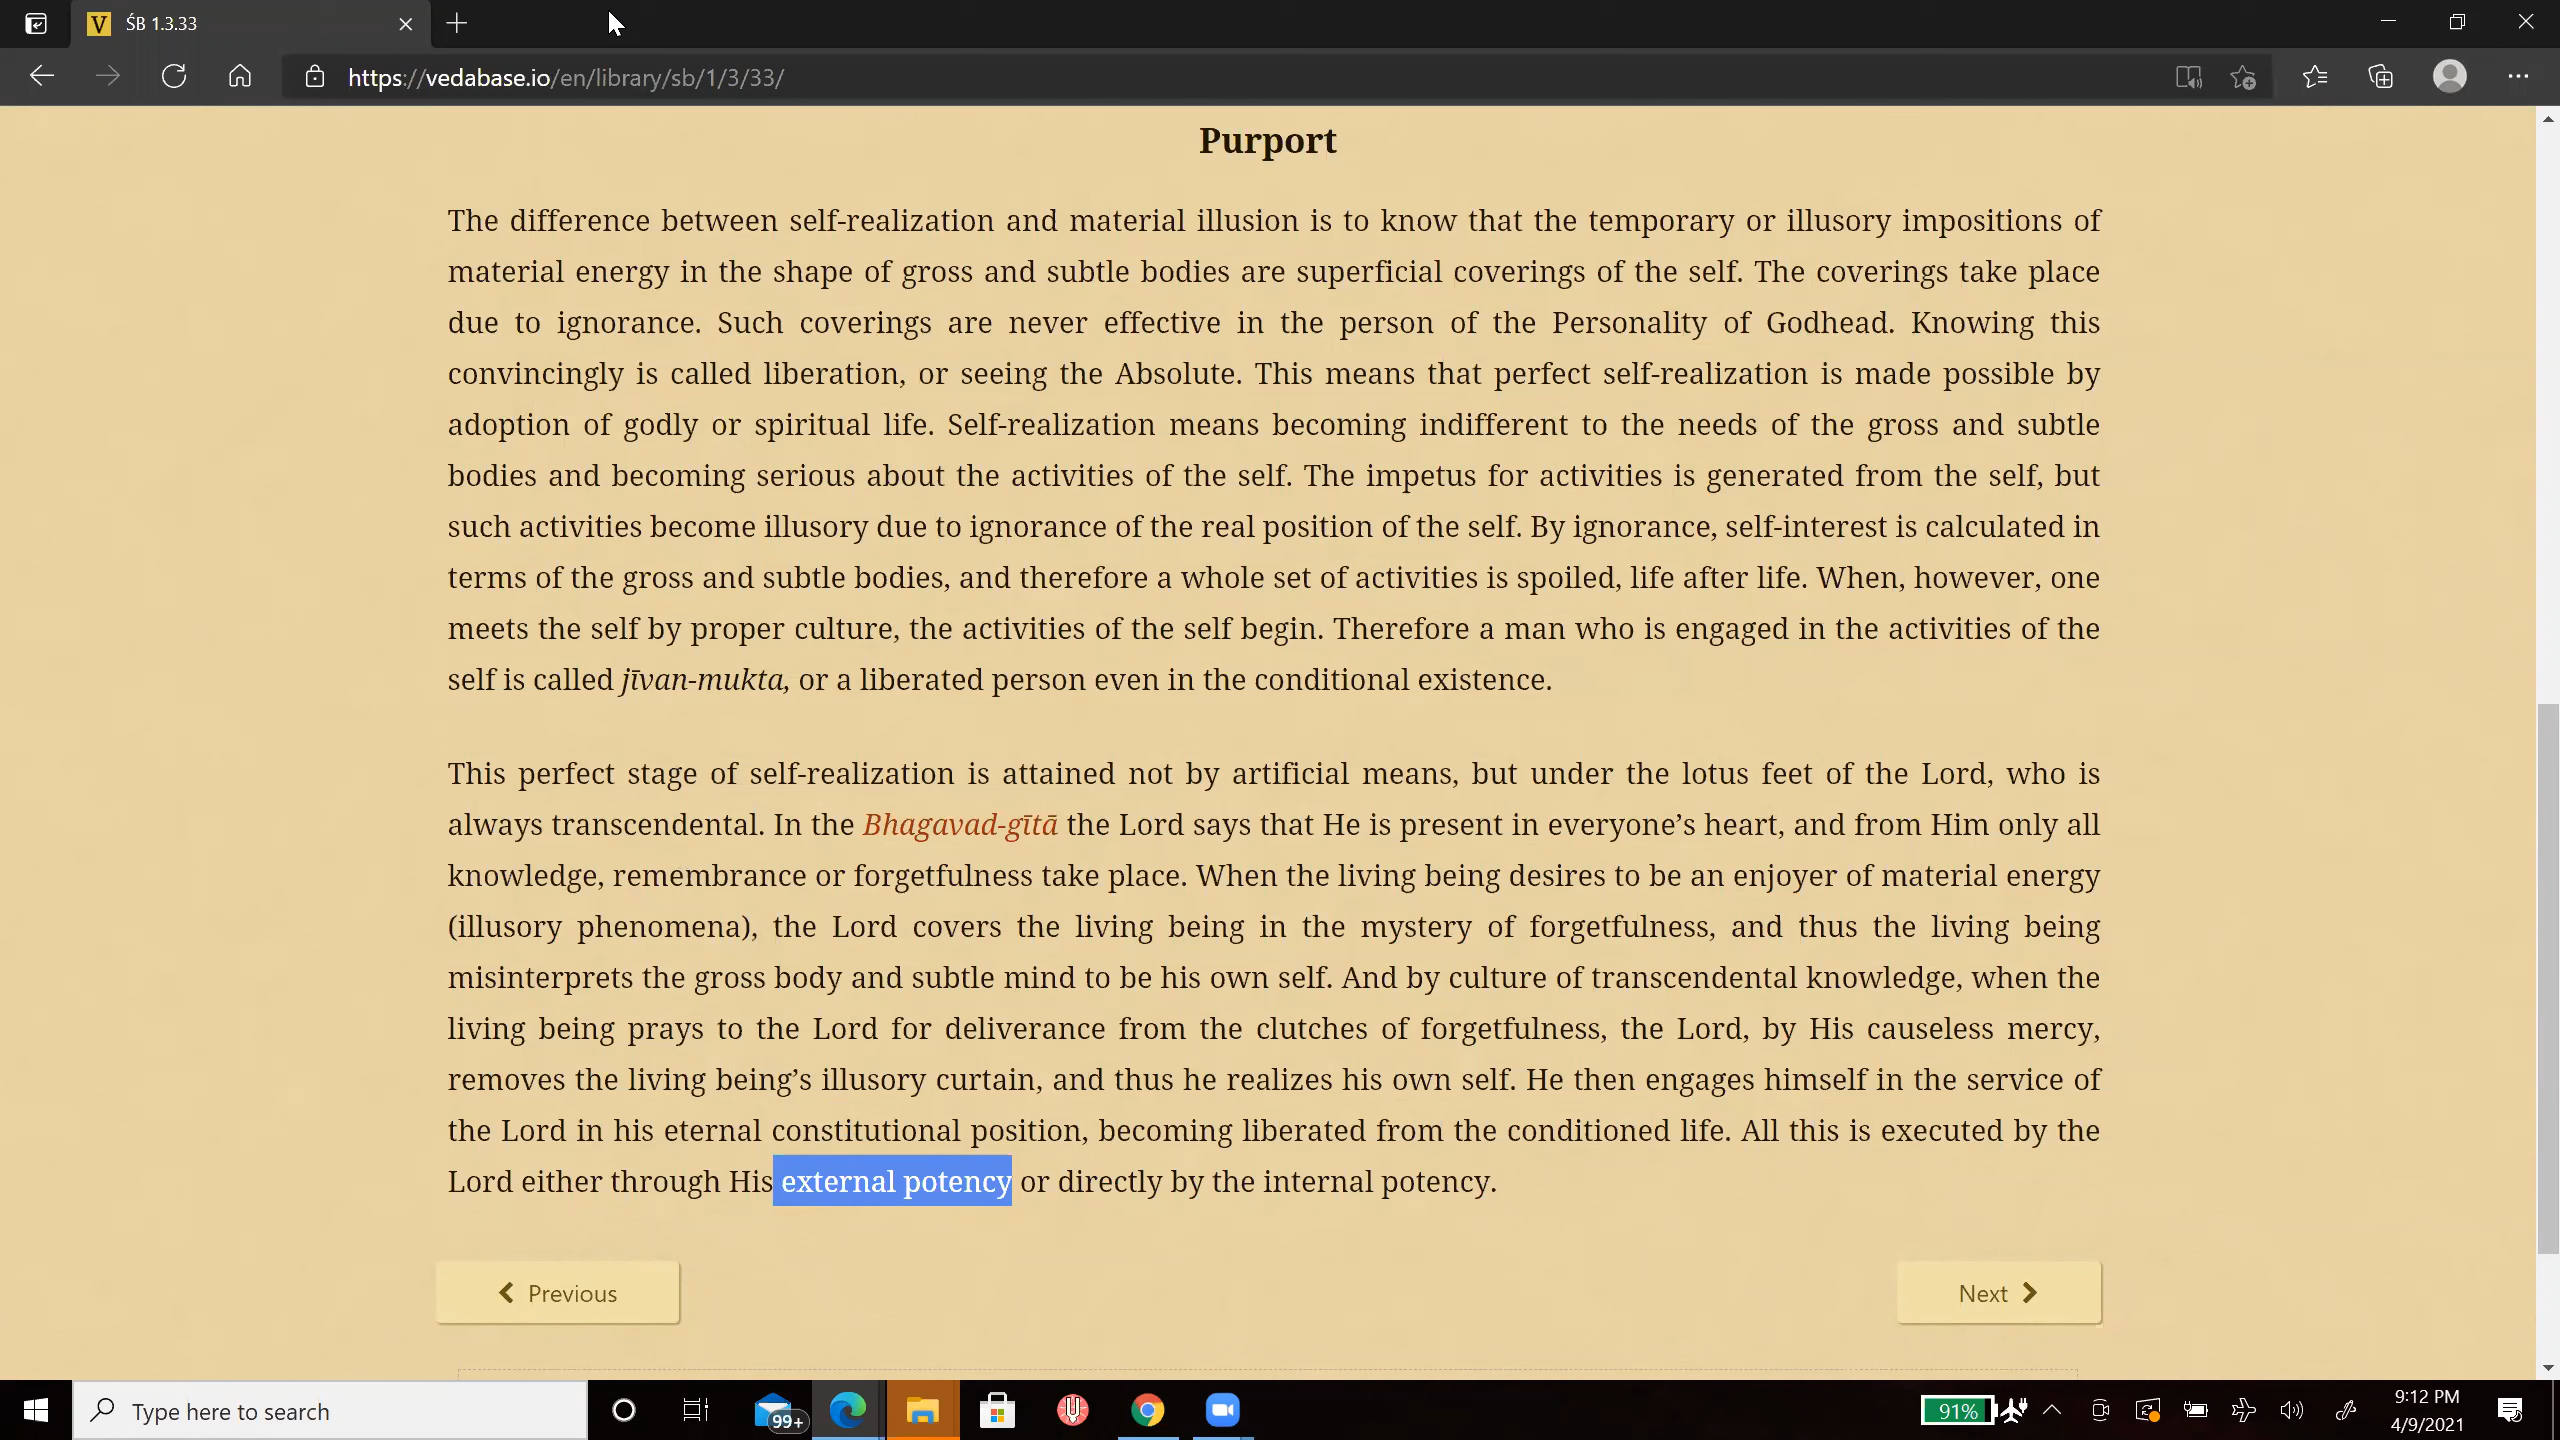 ŚB 1.3.33
https://vedabase.io/en/library/sb/1/3/33/
Purport
The difference between self-realization and material illusion is to know that the temporary or illusory impositions of
material energy in the shape of gross and subtle bodies are superficial coverings of the self. The coverings take place
due to ignorance. Such coverings are never effective in the person of the Personality of Godhead. Knowing this
convincingly is called liberation, or seeing the Absolute. This means that perfect self-realization is made possible by
adoption of godly or spiritual life. Self-realization means becoming indifferent to the needs of the gross and subtle
bodies and becoming serious about the activities of the self. The impetus for activities is generated from the self, but
such activities become illusory due to ignorance of the real position of the self. By ignorance, self-interest is calculated in
terms of the gross and subtle bodies, and therefore a whole set of activities is spoiled, life after life. When, however, one
meets the self by proper culture, the activities of the self begin. Therefore a man who is engaged in the activities of the
self is called jīvan-mukta, or a liberated person even in the conditional existence.
This perfect stage of self-realization is attained not by artificial means, but under the lotus feet of the Lord, who is
always transcendental. In the Bhagavad-gītā the Lord says that He is present in everyone’s heart, and from Him only all
knowledge, remembrance or forgetfulness take place. When the living being desires to be an enjoyer of material energy
(illusory phenomena), the Lord covers the living being in the mystery of forgetfulness, and thus the living being
misinterprets the gross body and subtle mind to be his own self. And by culture of transcendental knowledge, when the
living being prays to the Lord for deliverance from the clutches of forgetfulness, the Lord, by His causeless mercy,
removes the living being’s illusory curtain, and thus he realizes his own self. He then engages himself in the service of
the Lord in his eternal constitutional position, becoming liberated from the conditioned life. All this is executed by the
Lord either through His external potency or directly by the internal potency.
Previous
Next
Type here to search
99+
91%
9:12 PM
4/9/2021